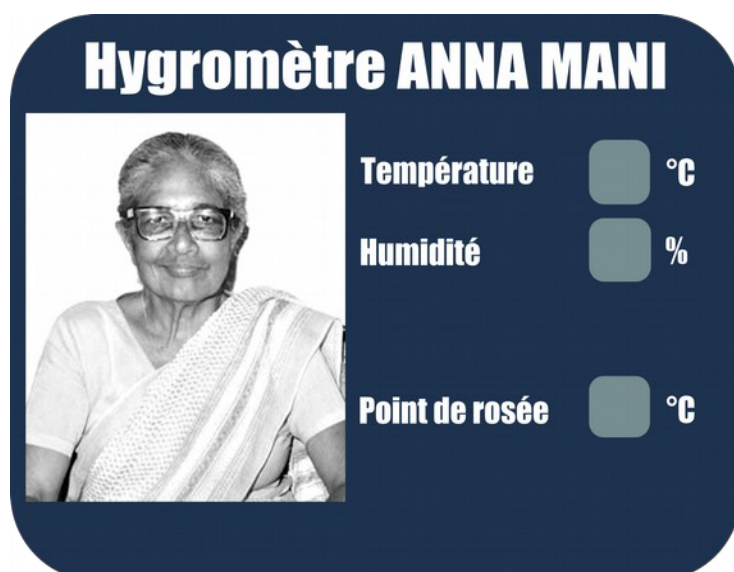 Hygromètre ANNA MANI
Température °C
Humidité %
Point de rosée °C